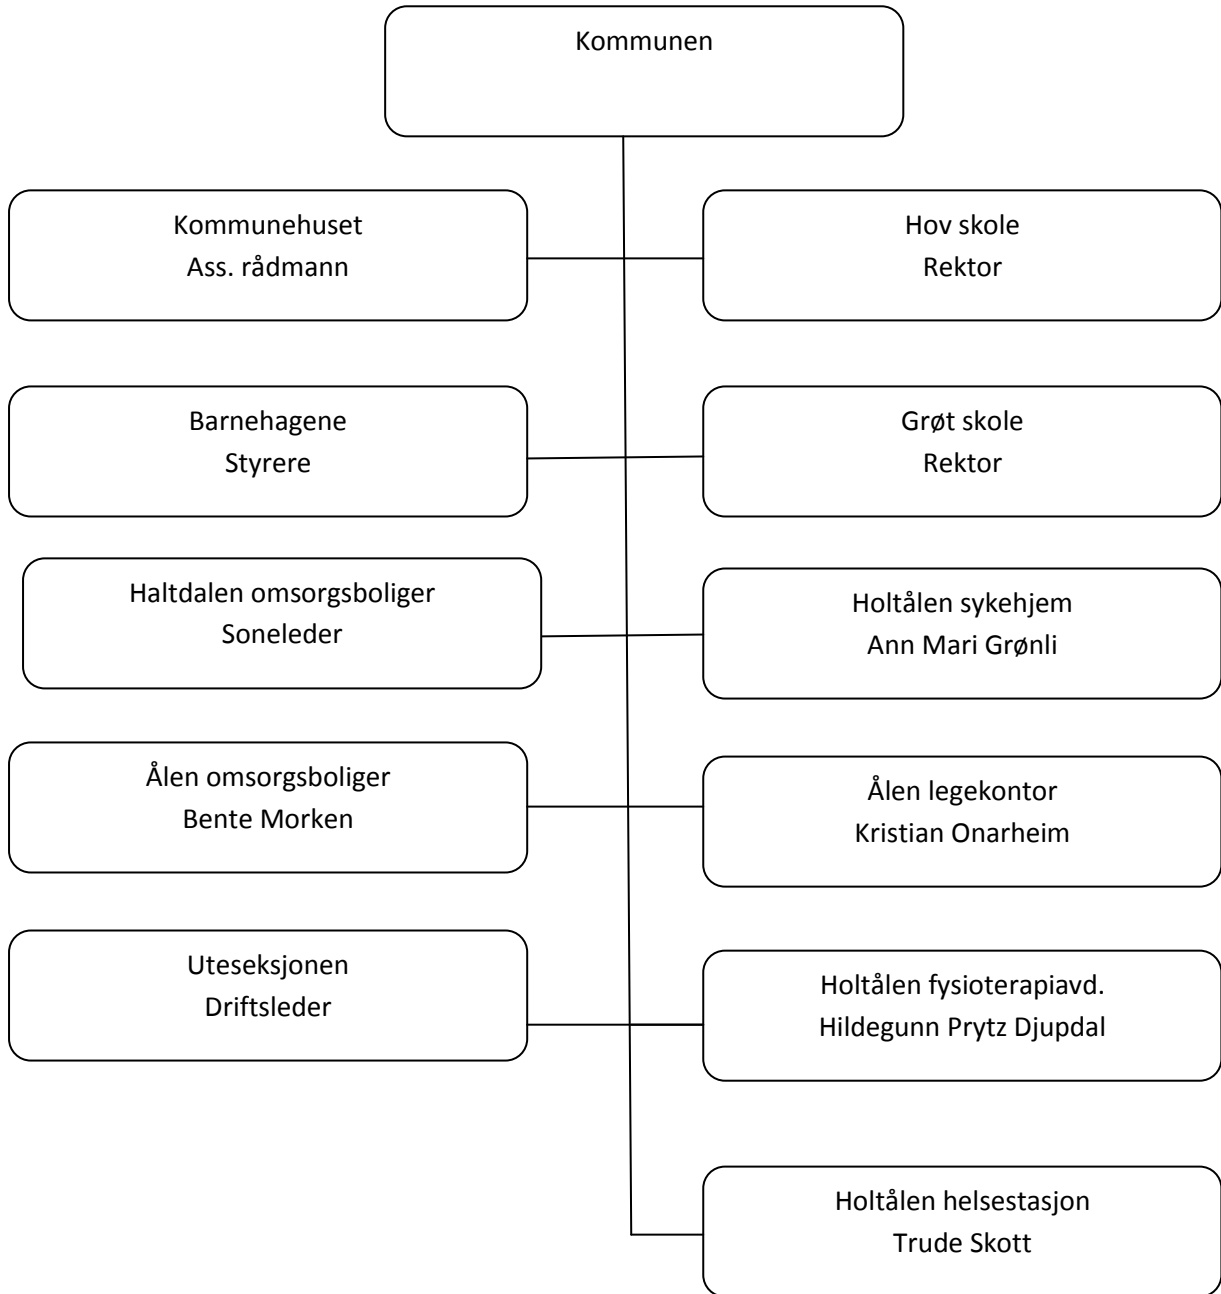 Kommunen
Kommunehuset
Ass. rådmann
Hov skole
Rektor
Barnehagene
Styrere
Grøt skole
Rektor
Haltdalen omsorgsboliger
Soneleder
Holtålen sykehjem
Ann Mari Grønli
Ålen omsorgsboliger
Bente Morken
Ålen legekontor
Kristian Onarheim
Uteseksjonen
Driftsleder
Holtålen fysioterapiavd.
Hildegunn Prytz Djupdal
Holtålen helsestasjon
Trude Skott